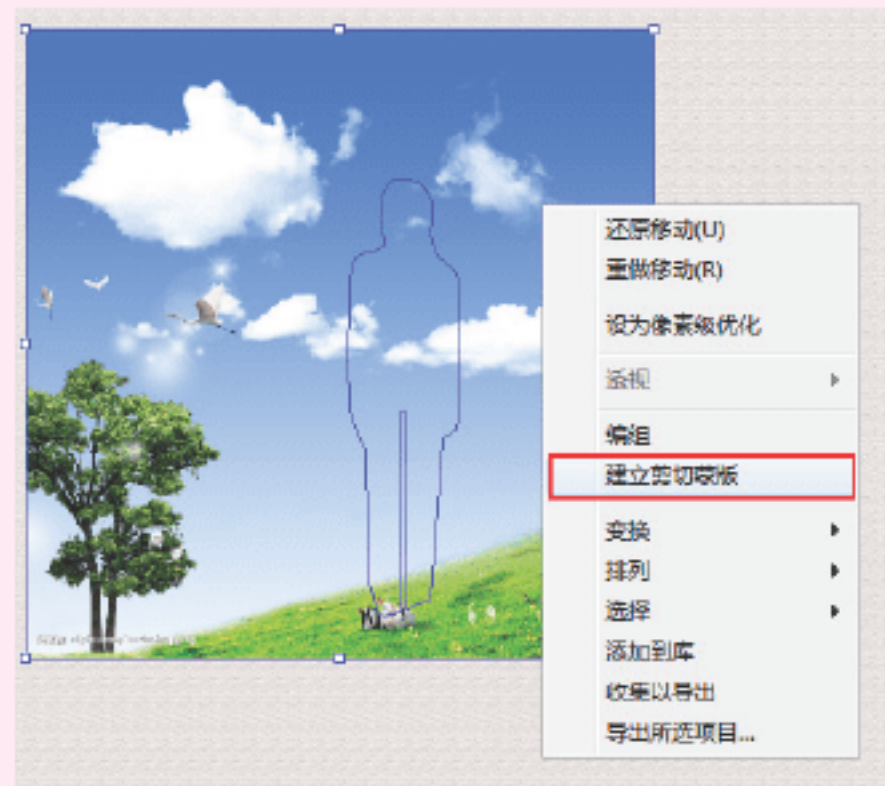 还原移动(U)
重做移动(R)
设为像素级优化
透视
编组
建立剪切蒙版
变换
排列
选择
添加到库
收集以导出
导出所选项目...